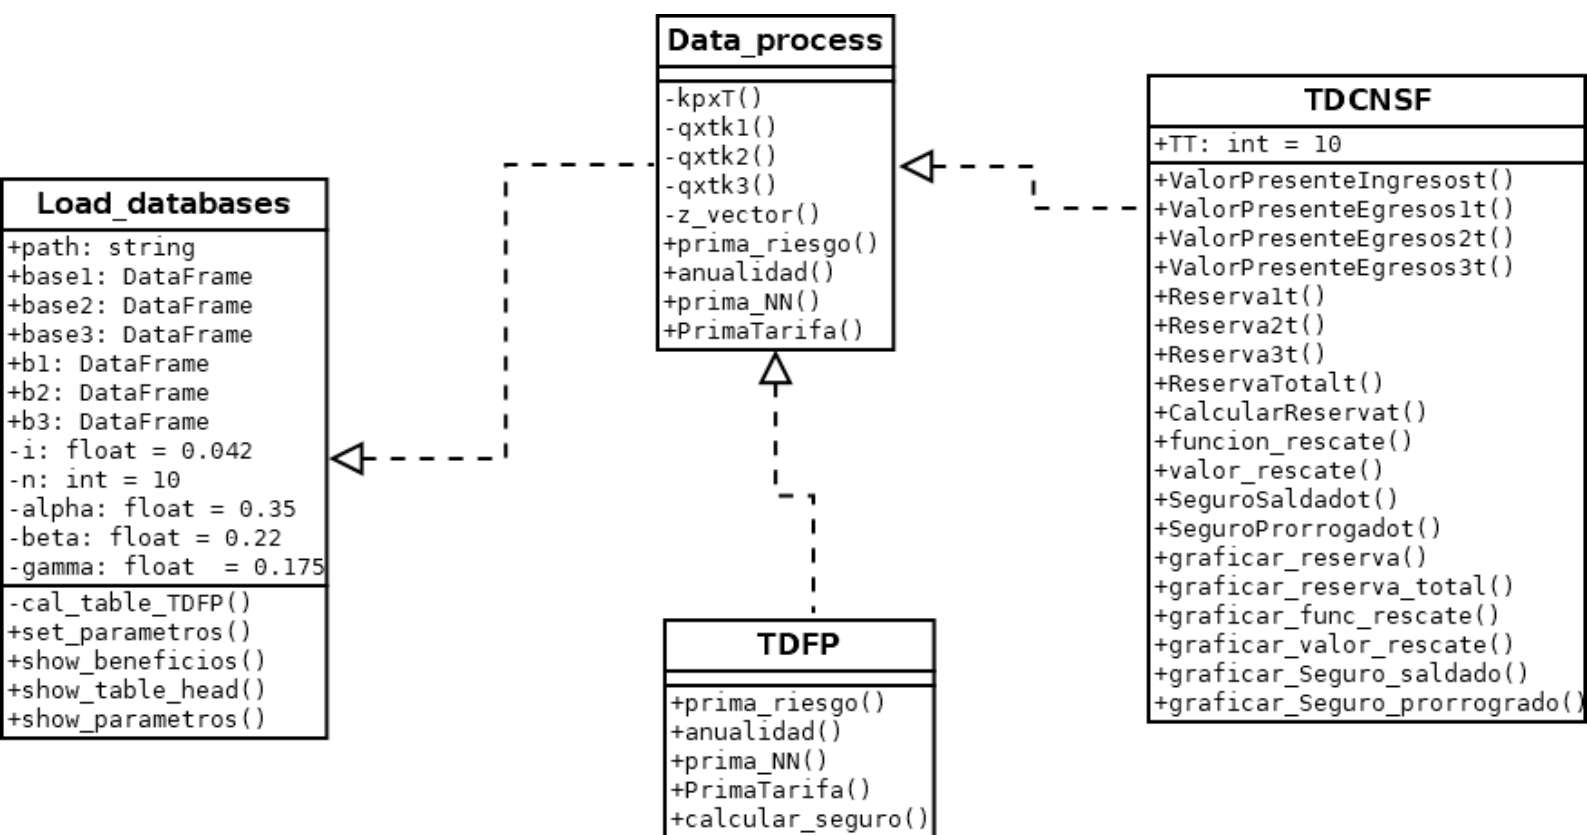 Data_process
-kpxT()
-qxtk1()
-qxtk2()
-qxtk3()
-z_vector()
+prima_riesgo()
+anualidad()
+prima_NN()
+PrimaTarifa()
TDCNSF
+TT: int = 10
+ValorPresenteIngresost()
+ValorPresenteEgresos1t()
+ValorPresenteEgresos2t()
+ValorPresenteEgresos3t()
+Reserva1t()
+Reserva2t()
+Reserva3t()
+ReservaTotalt()
+CalcularReservat()
+funcion_rescate()
+valor_rescate()
+SeguroSaldadot()
+SeguroProrrogadot()
+graficar_reserva()
+graficar_reserva_total()
+graficar_func_rescate()
+graficar_valor_rescate()
+graficar_Seguro_saldado()
+graficar_Seguro_prorrogrado()
Load_databases
+path: string
+base1: DataFrame
+base2: DataFrame
+base3: DataFrame
+b1: DataFrame
+b2: DataFrame
+b3: DataFrame
-i: float = 0.042
-n: int = 10
-alpha: float = 0.35
-beta: float = 0.22
-gamma: float  = 0.175
-cal_table_TDFP()
+set_parametros()
+show_beneficios()
+show_table_head()
+show_parametros()
TDFP
+prima_riesgo()
+anualidad()
+prima_NN()
+PrimaTarifa()
+calcular_seguro()